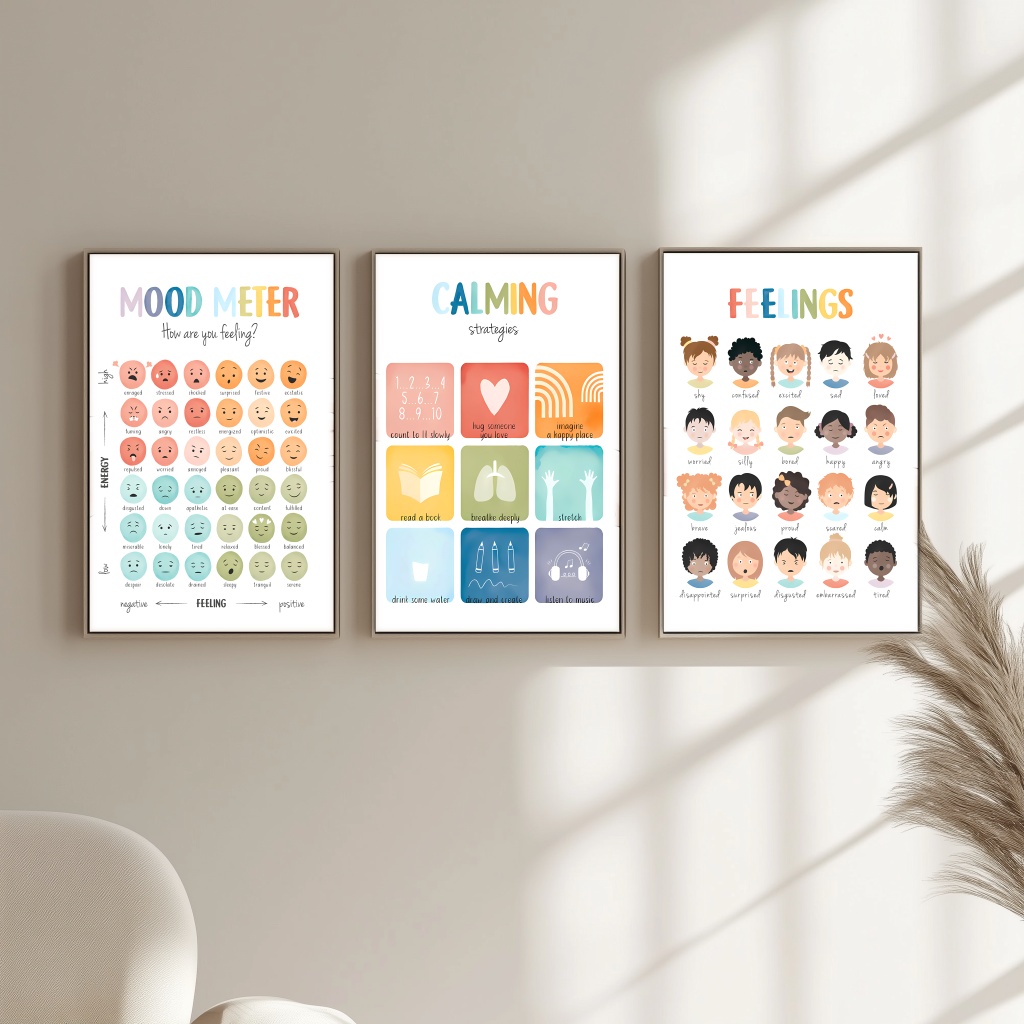 MOOD METER
How are you feeling?
high
enraged stressed shocked surprised festive ecstatic
fuming angry restless energized optimistic excited
repulsed worried annoyed pleasant proud blissful
ENERGY
disgusted down apathetic at ease content fulfilled
miserable lonely tired relaxed blessed balanced
low
despair desolate drained sleepy tranquil serene
negative FEELING positive
CALMING
strategies
1..2..3..4
5..6..7
8..9..10
count to 10 slowly
hug someone
you love
imagine
a happy place
read a book
breathe deeply
stretch
drink some water
draw and create
listen to music
FEELINGS
shy confused excited sad loved
worried silly bored happy angry
brave jealous proud scared calm
disappointed surprised disgusted embarrassed tired